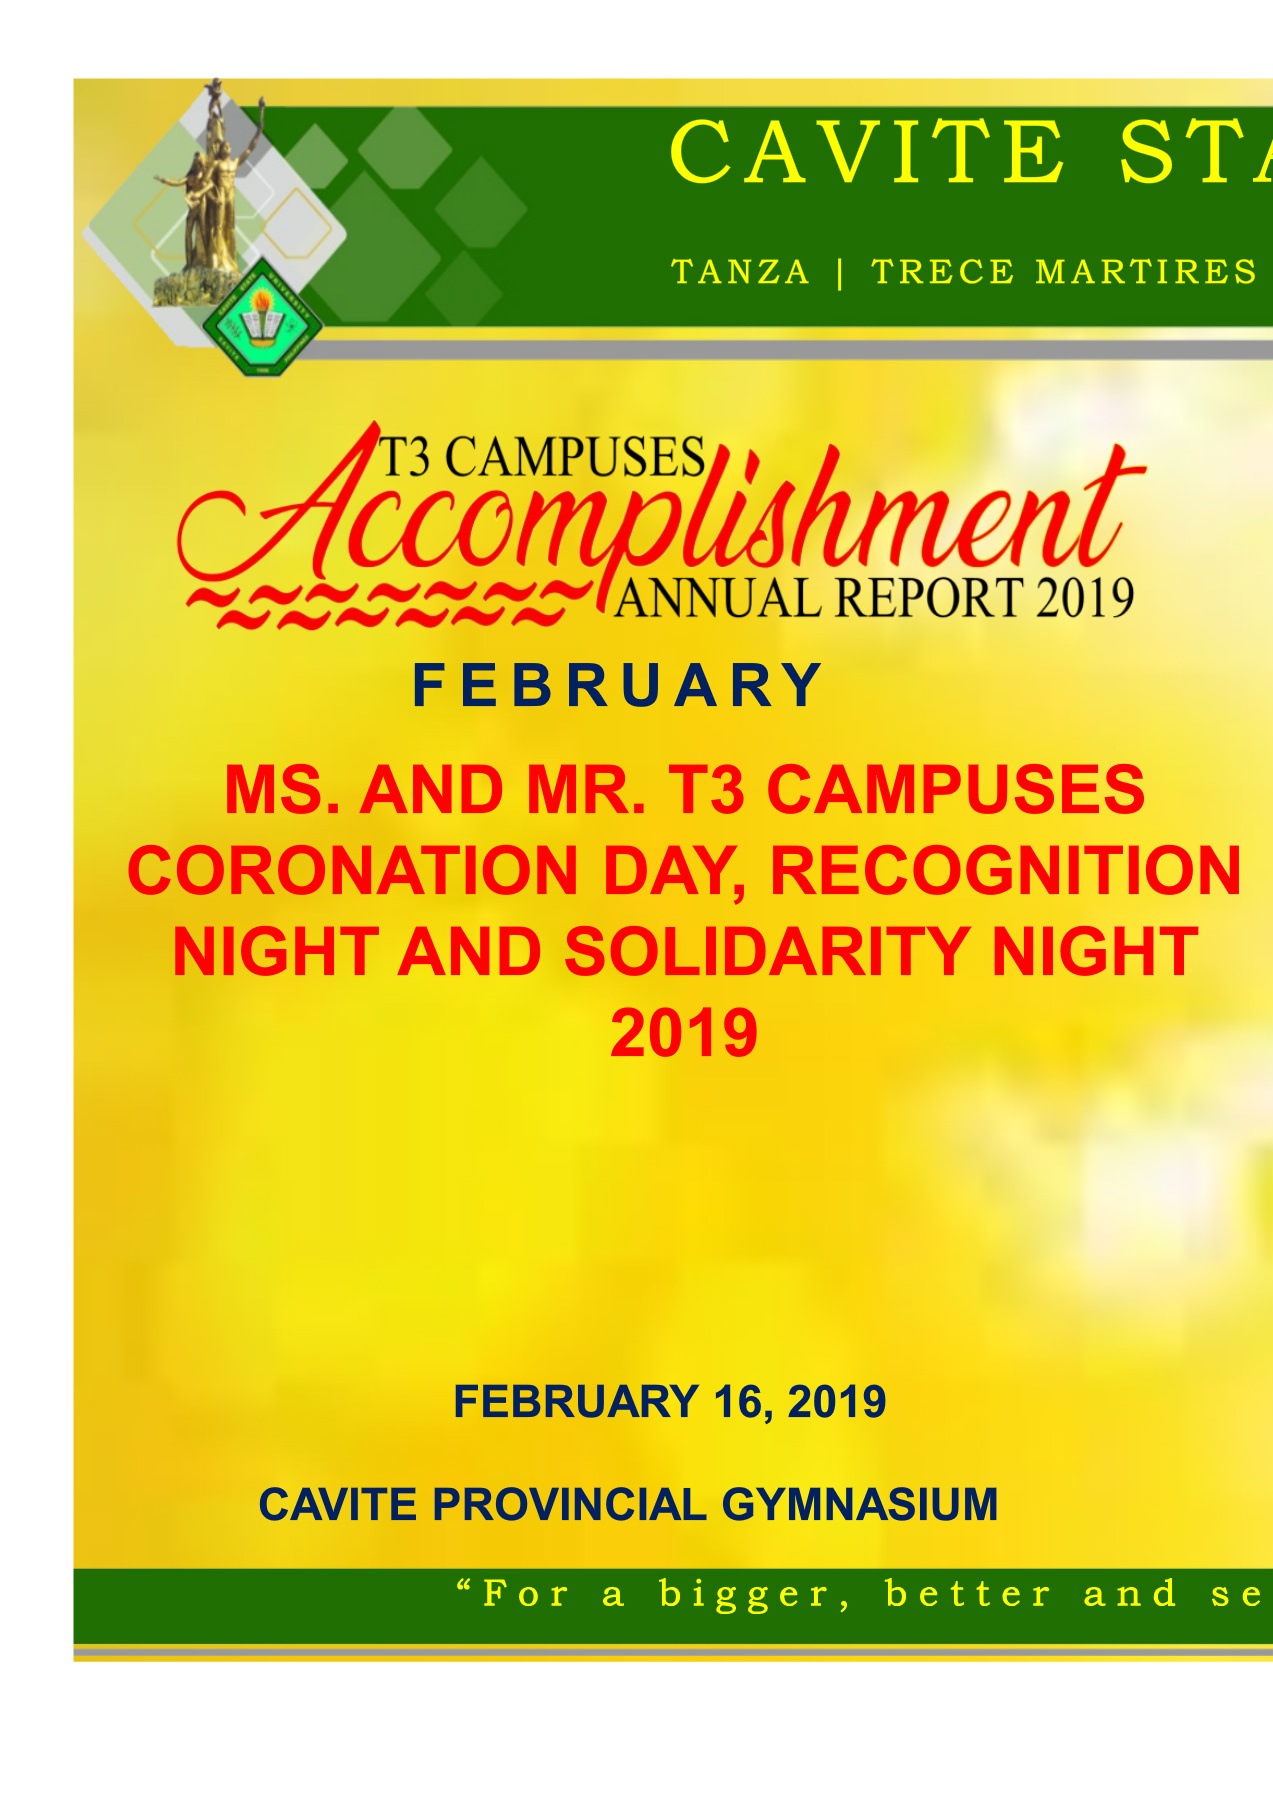 CAVITE STA
TANZA | TRECE MARTIRES
T3 CAMPUSES
Accomplishment
ANNUAL REPORT 2019
FEBRUARY
MS. AND MR. T3 CAMPUSES
CORONATION DAY, RECOGNITION
NIGHT AND SOLIDARITY NIGHT
2019
FEBRUARY 16, 2019
CAVITE PROVINCIAL GYMNASIUM
“For a bigger, better and se